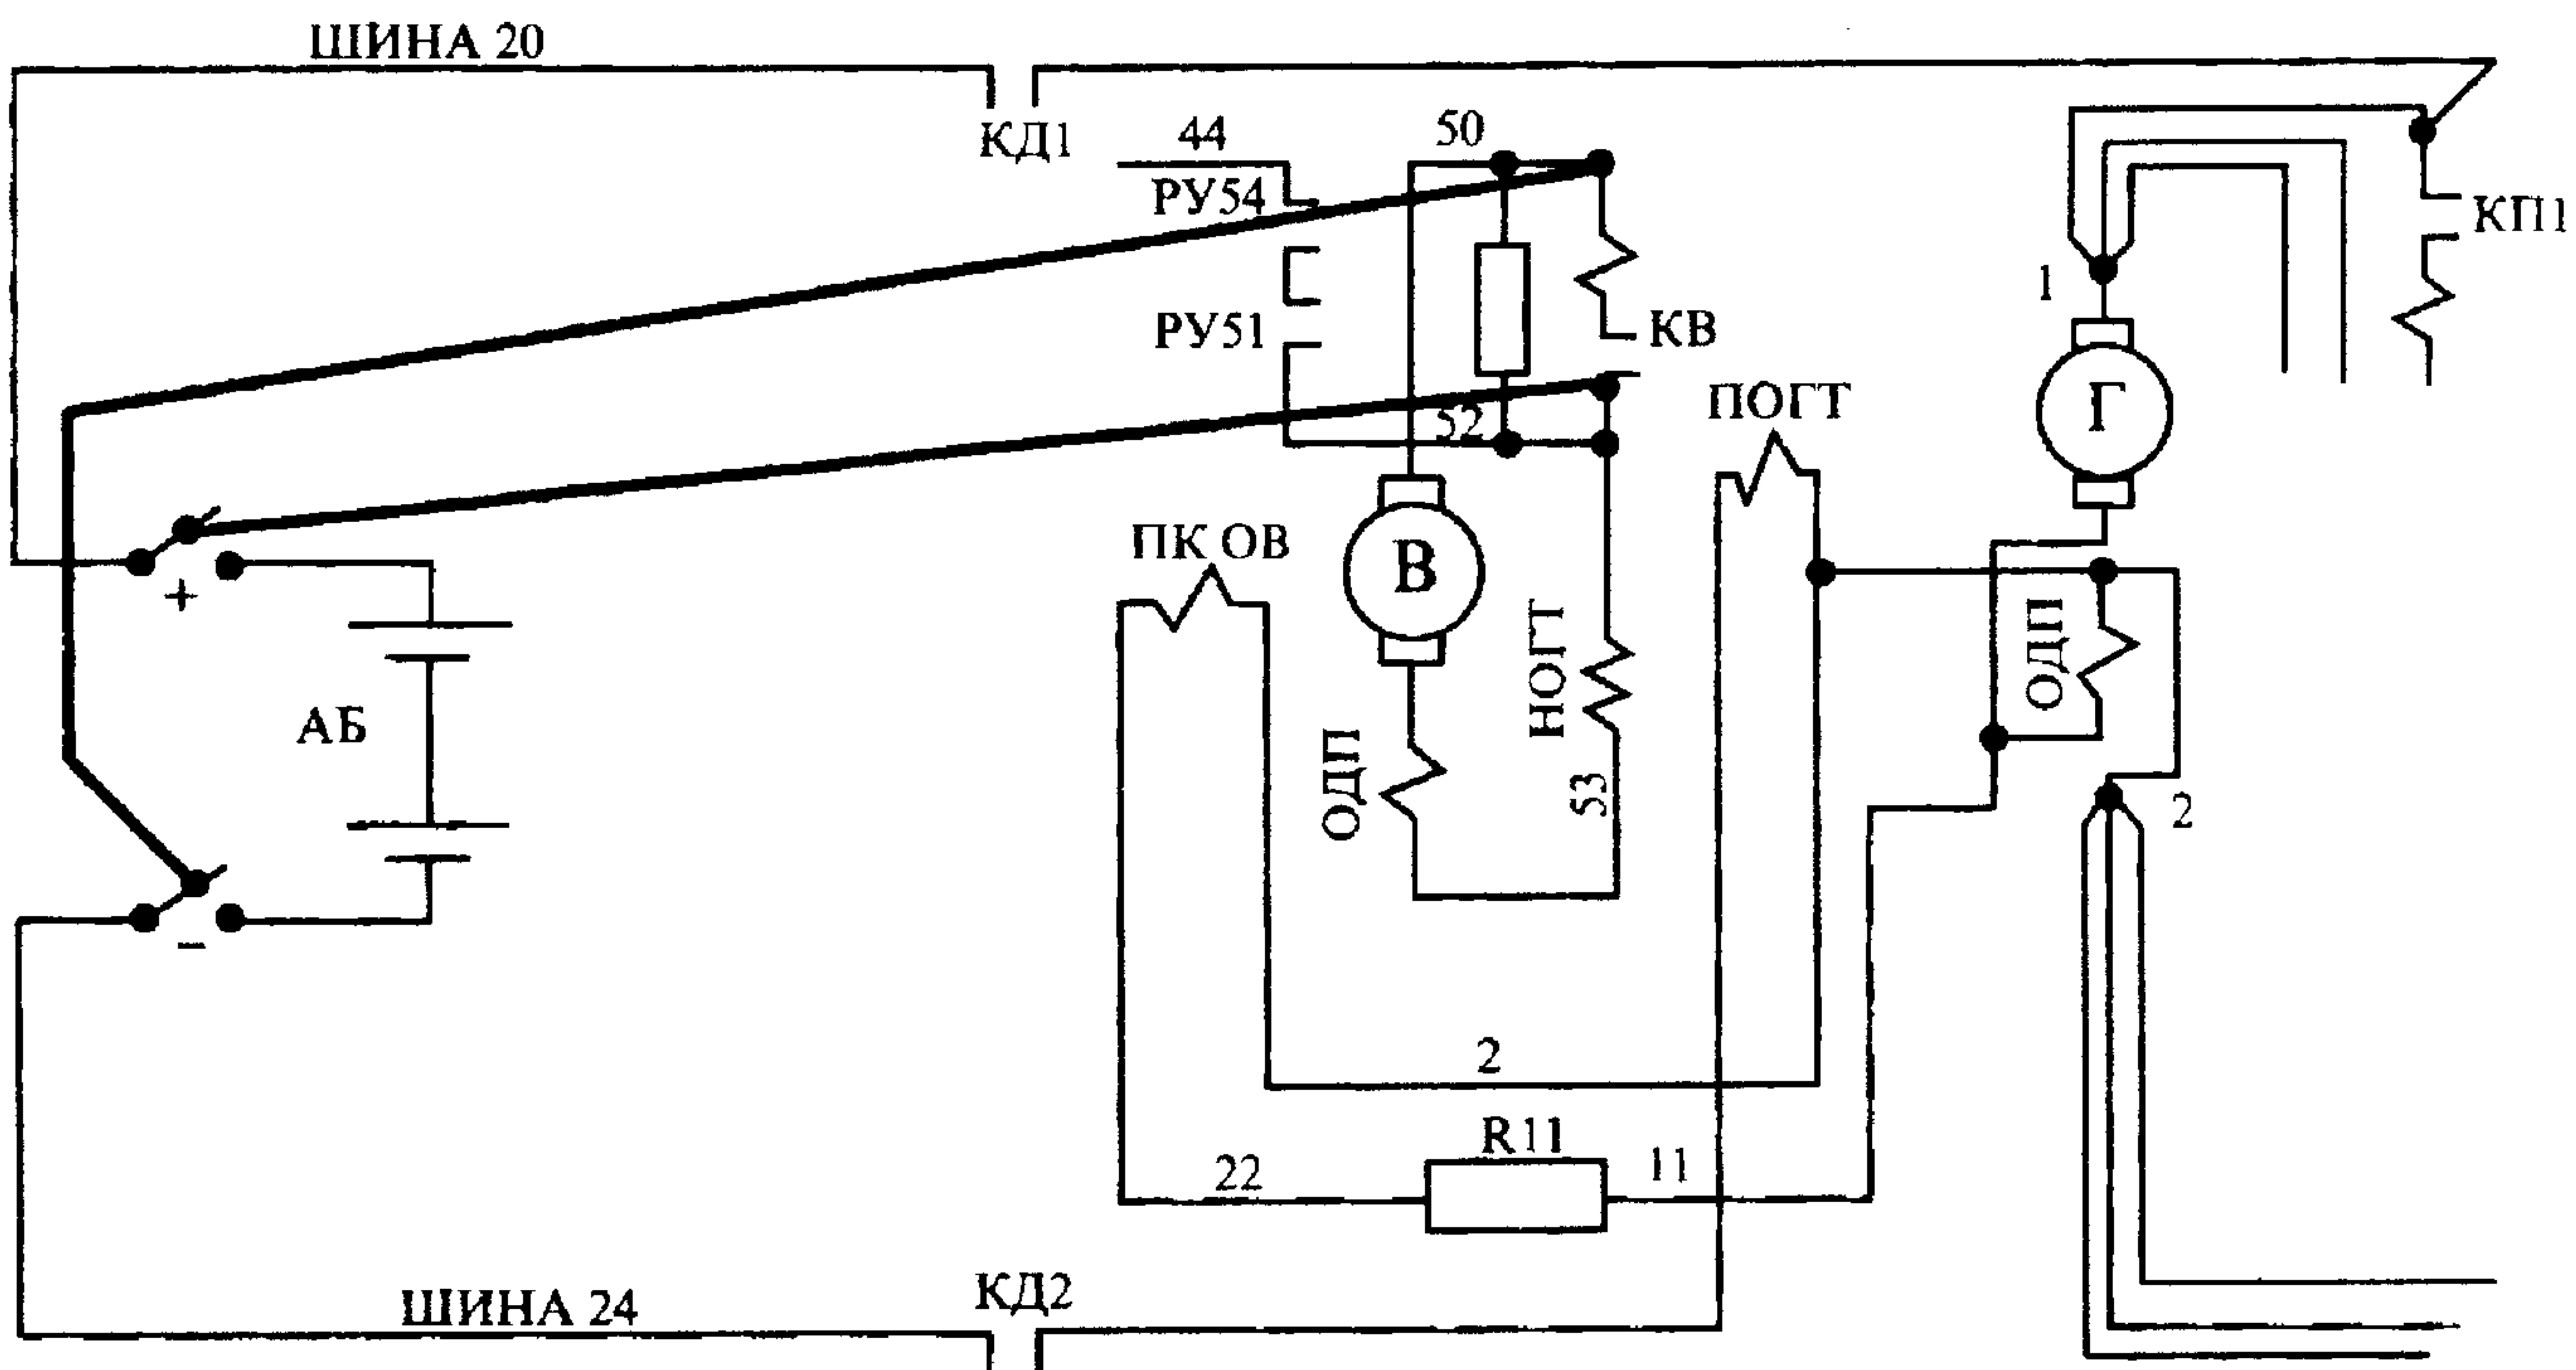 ШИНА 20
КД1
44
50
РУ54
КП1
1
РУ51
КВ
ПОГТ
Г
52
ПК ОВ
В
+
НОГТ
ОДП
АБ
ОДП
53
2
–
2
R11
22
11
КД2
ШИНА 24